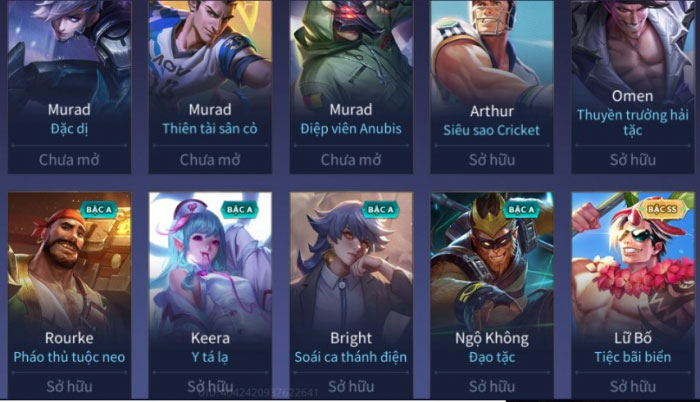 AOV
Murad
Murad
Murad
Arthur
Omen
Đặc dị
Thiên tài sân cỏ
Điệp viên Anubis
Siêu sao Cricket
Thuyền trưởng hải
tặc
Chưa mở
Chưa mở
Chưa mở
Sở hữu
Sở hữu
BẬC A
BẬC A
BẬC A
BẬC A
BẬC SS
Rourke
Keera
Bright
Ngộ Không
Lữ Bố
Pháo thủ tuộc neo
Y tá lạ
Soái ca thánh điện
Đạo tặc
Tiệc bãi biển
Sở hữu
Sở hữu
Sở hữu
Sở hữu
Sở hữu